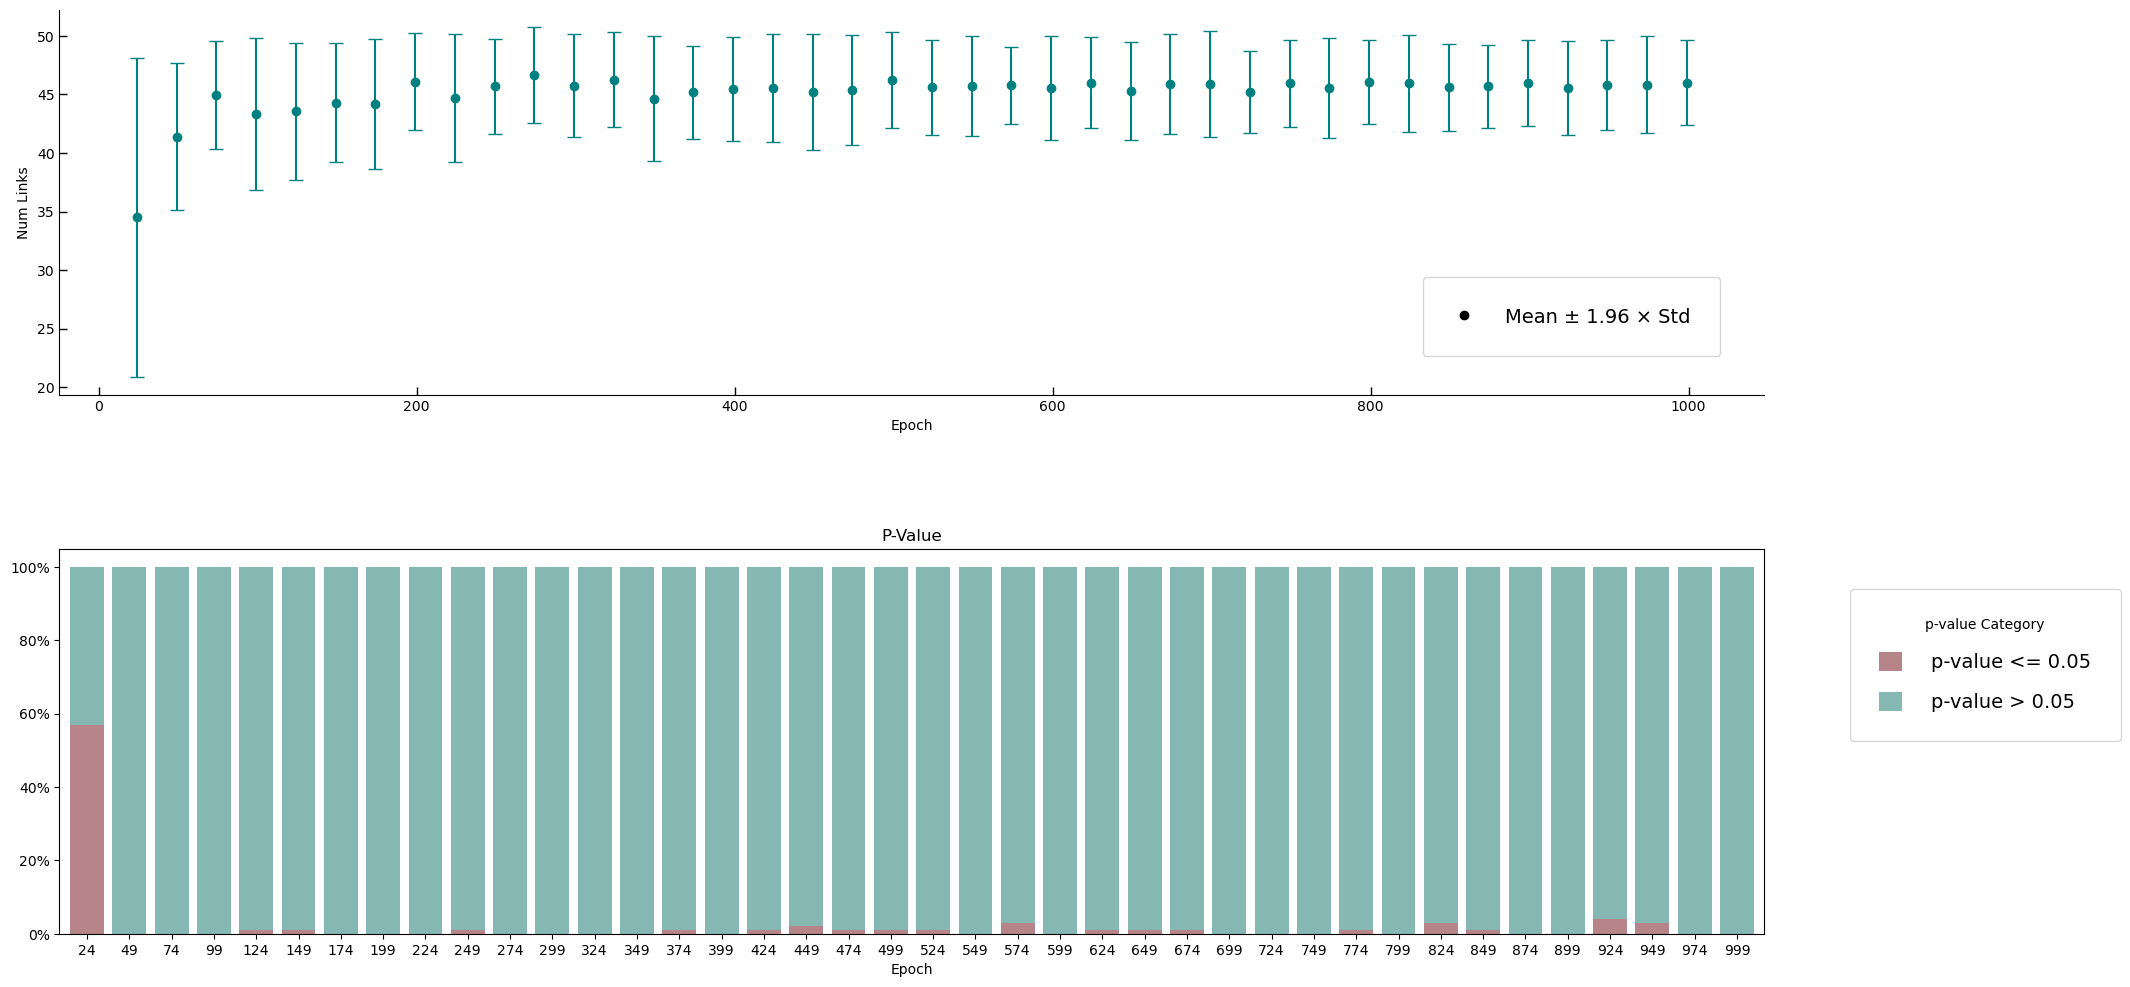 50
45
40
35
30
25
20
Num Links
Mean ± 1.96 × Std
0 200 400 600 800 1000
Epoch
P-Value
100%
80%
60%
40%
20%
0%
24 49 74 99 124 149 174 199 224 249 274 299 324 349 374 399 424 449 474 499 524 549 574 599 624 649 674 699 724 749 774 799 824 849 874 899 924 949 974 999
Epoch
p-value Category
p-value <= 0.05
p-value > 0.05